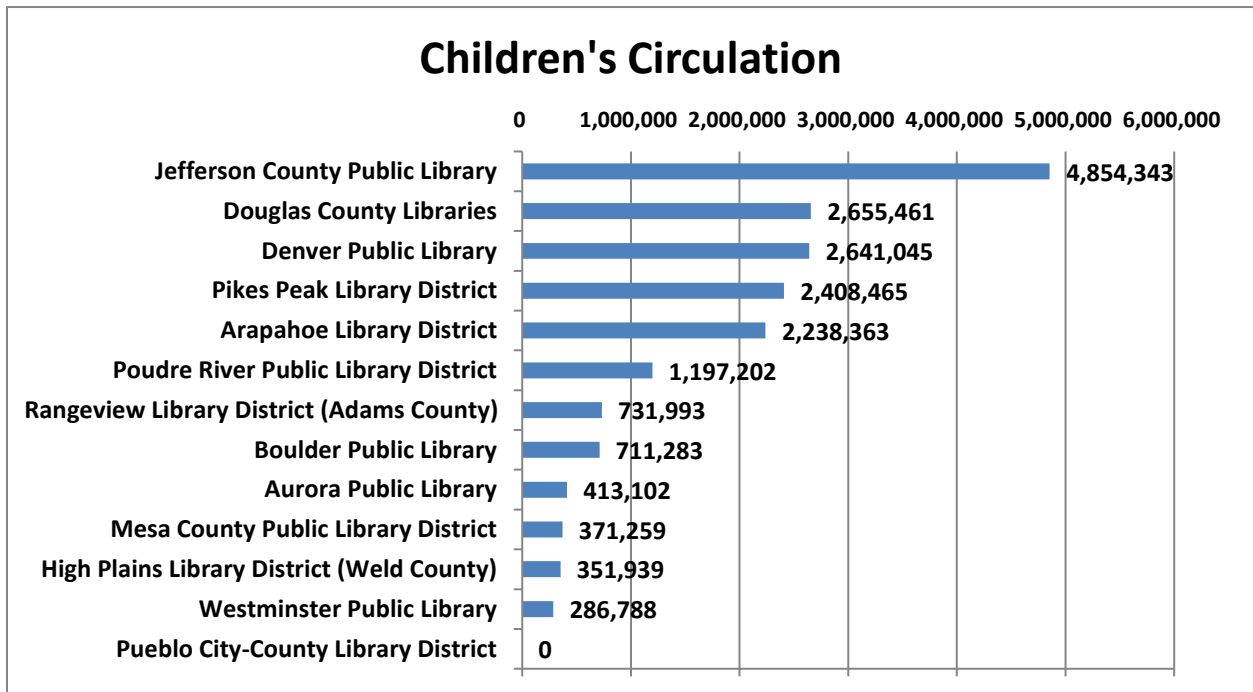 Children's Circulation
0 1,000,000 2,000,000 3,000,000 4,000,000 5,000,000 6,000,000
Jefferson County Public Library 4,854,343
Douglas County Libraries 2,655,461
Denver Public Library 2,641,045
Pikes Peak Library District 2,408,465
Arapahoe Library District 2,238,363
Poudre River Public Library District 1,197,202
Rangeview Library District (Adams County) 731,993
Boulder Public Library 711,283
Aurora Public Library 413,102
Mesa County Public Library District 371,259
High Plains Library District (Weld County) 351,939
Westminster Public Library 286,788
Pueblo City-County Library District 0